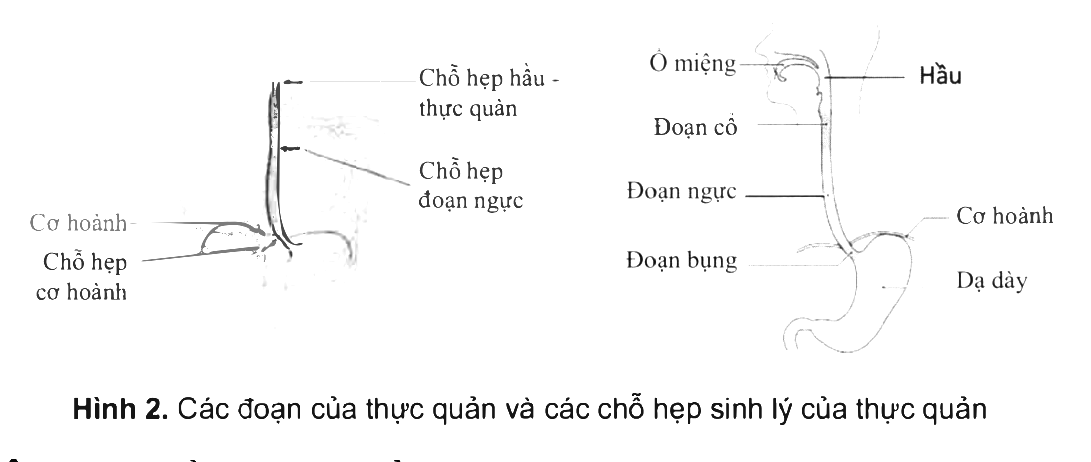 Chỗ hẹp hầu -
thực quàn
Chỗ hẹp
đoạn ngực
Cơ hoành
Chỗ hẹp
cơ hoành
Ô miệng
Hầu
Đoạn cổ
Đoạn ngực
Cơ hoành
Đoạn bụng
Dạ dày
Hình 2. Các đoạn của thực quản và các chỗ hẹp sinh lý của thực quản